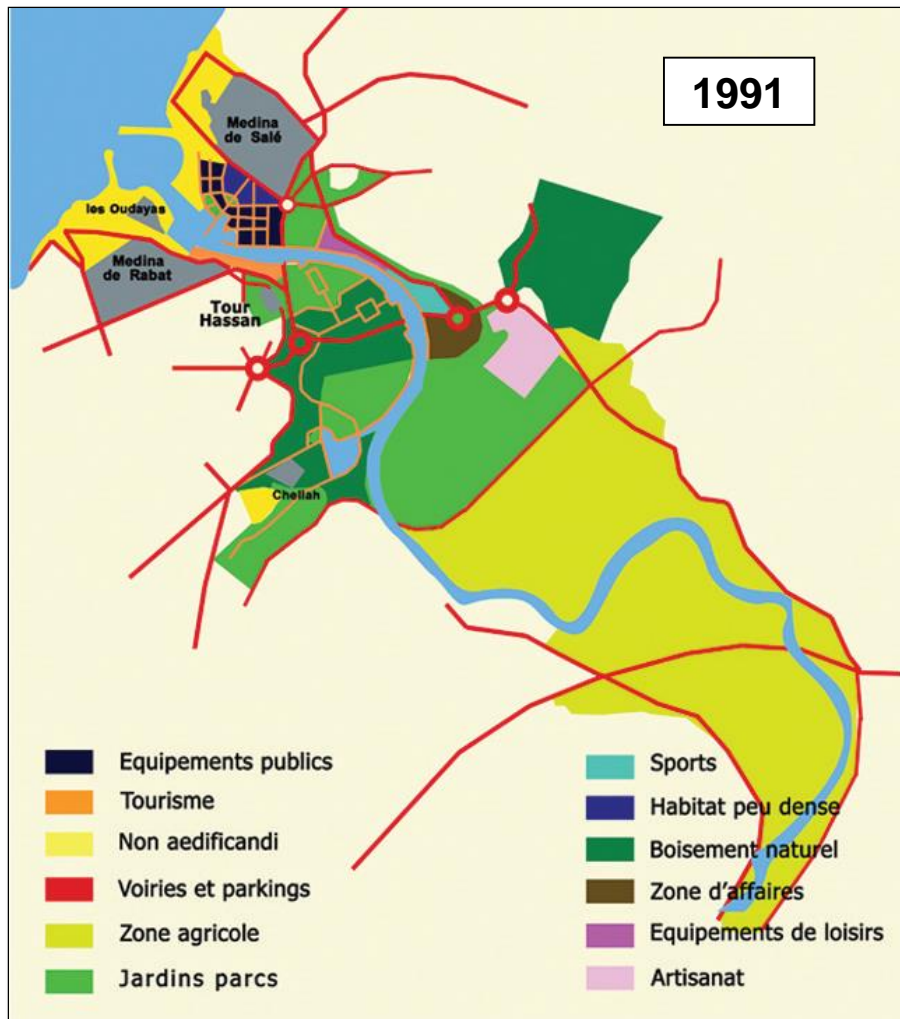 1991
Medina
de Salé
les Oudayas
Medina
de Rabat
Tour
Hassan
Chellah
Equipements publics
Tourisme
Non aedificandi
Voiries et parkings
Zone agricole
Jardins parcs
Sports
Habitat peu dense
Boisement naturel
Zone d'affaires
Equipements de loisirs
Artisanat